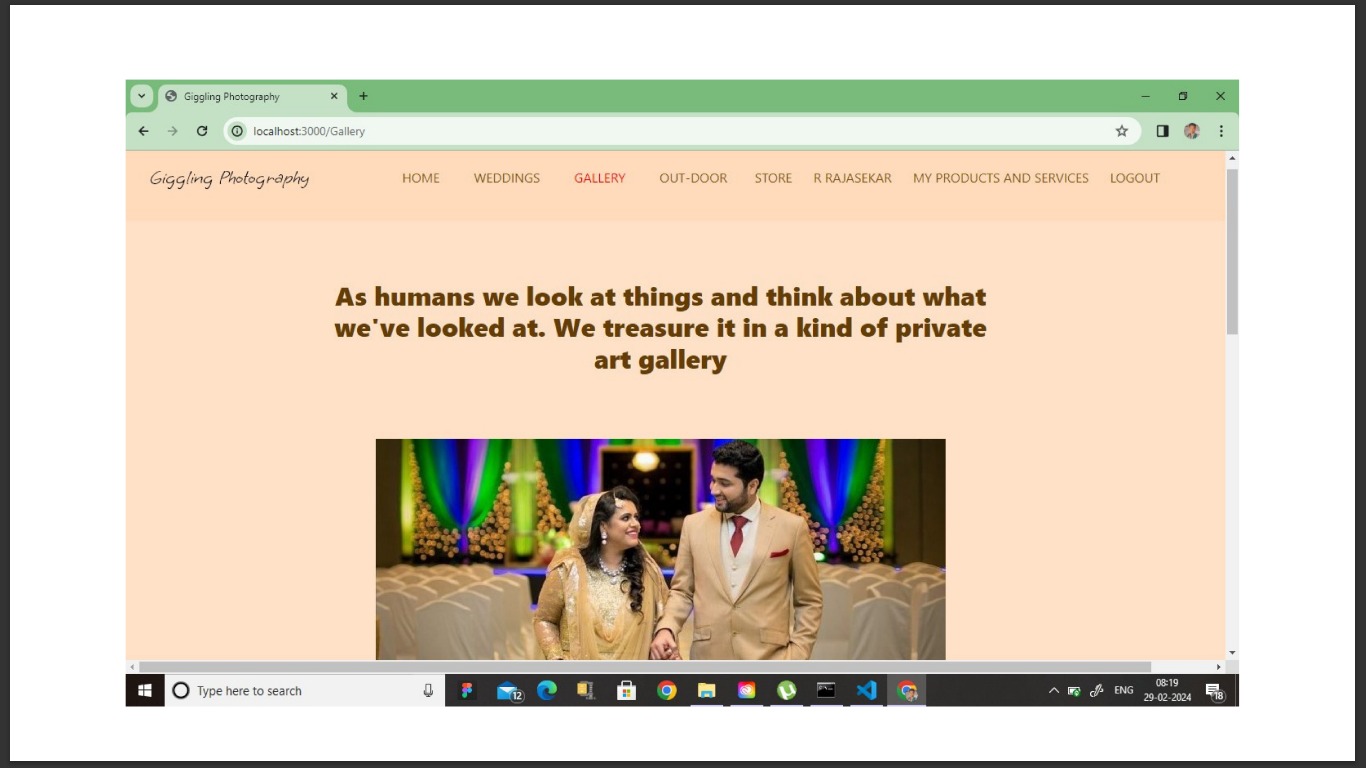 Giggling Photography
localhost:3000/Gallery
Giggling Photography
HOME WEDDINGS GALLERY OUT-DOOR STORE R RAJASEKAR MY PRODUCTS AND SERVICES LOGOUT
As humans we look at things and think about what
we've looked at. We treasure it in a kind of private
art gallery
Type here to search
12
ENG
08:19
29-02-2024
18